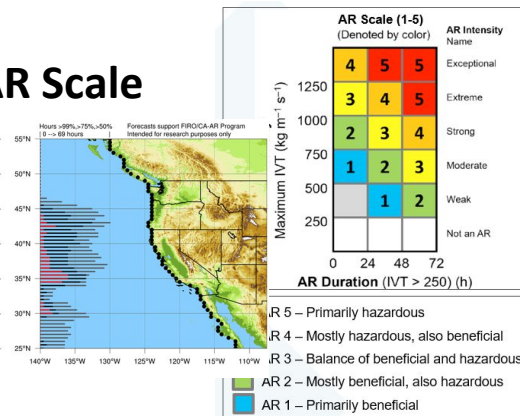 AR Scale
Hours >99%,>75%,>50%
0 --> 69 hours
Forecasts support FIRO/CA-AR Program
Intended for research purposes only
55°N
50°N
45°N
40°N
35°N
30°N
25°N
140°W 135°W 130°W 125°W 120°W 115°W 110°W
AR Scale (1-5)
(Denoted by color)
AR Intensity
Name
4 5 5 Exceptional
3 4 5 Extreme
2 3 4 Strong
1 2 3 Moderate
1 2 Weak
Not an AR
Maximum IVT (kg m⁻¹ s⁻¹)
1250
1000
750
500
250
0 24 48 72
AR Duration (IVT > 250) (h)
AR 5 – Primarily hazardous
AR 4 – Mostly hazardous, also beneficial
AR 3 – Balance of beneficial and hazardous
AR 2 – Mostly beneficial, also hazardous
AR 1 – Primarily beneficial